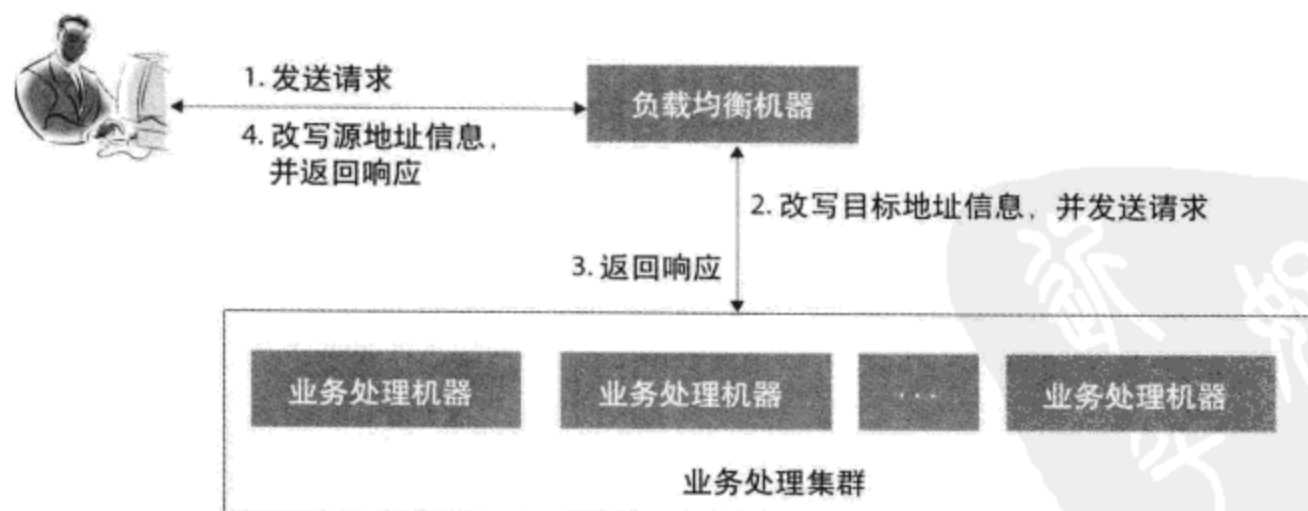 1. 发送请求
负载均衡机器
4. 改写源地址信息,
并返回响应
2. 改写目标地址信息, 并发送请求
3. 返回响应
业务处理机器
业务处理机器
...
业务处理机器
业务处理集群